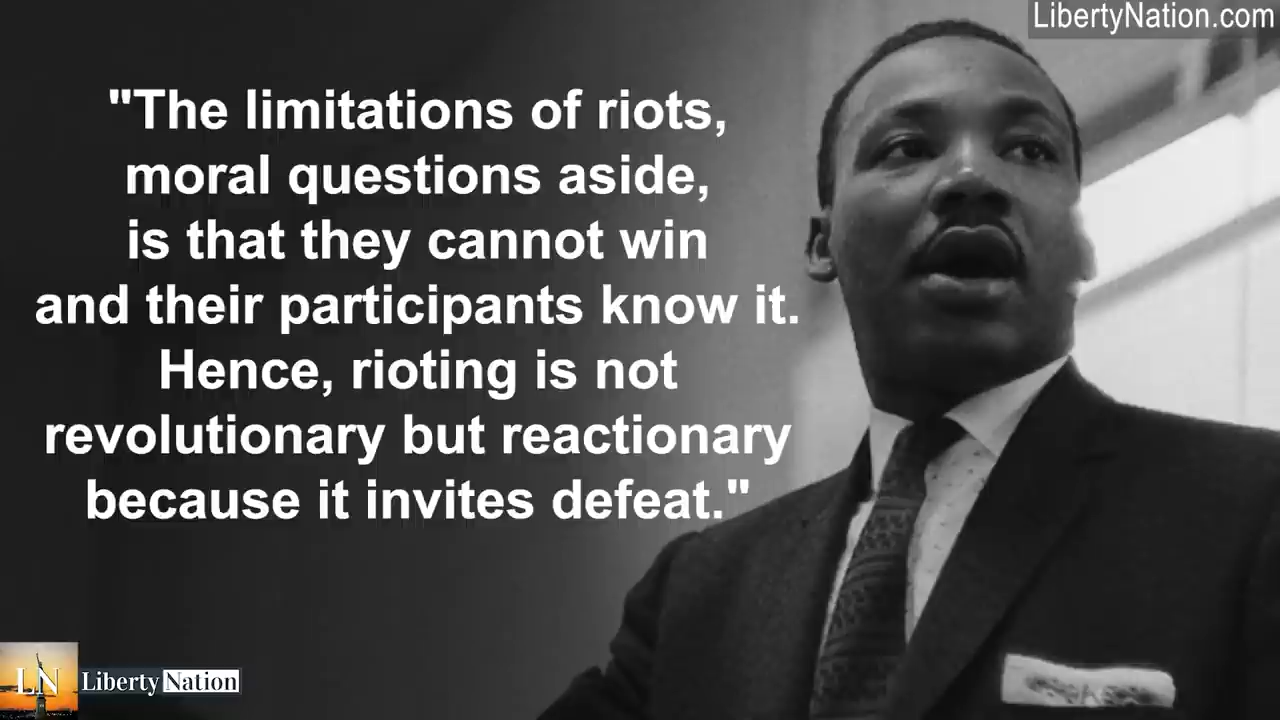 LibertyNation.com
"The limitations of riots,
moral questions aside,
is that they cannot win
and their participants know it.
Hence, rioting is not
revolutionary but reactionary
because it invites defeat."
LN Liberty Nation